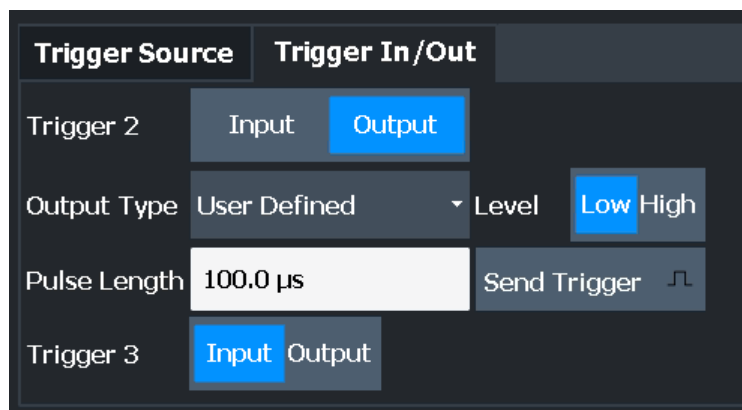 Trigger Source Trigger In/Out
Trigger 2 Input Output
Output Type User Defined Level Low High
Pulse Length 100.0 µs Send Trigger
Trigger 3 Input Output